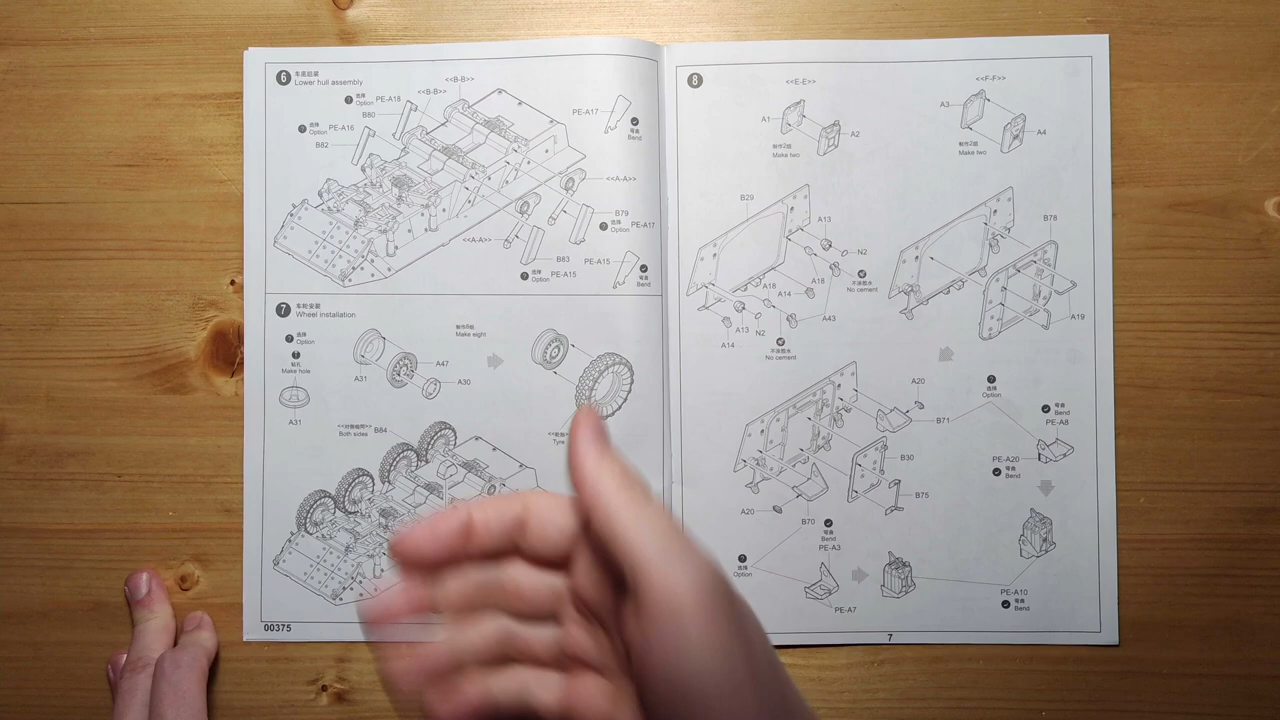 6
车底组装
Lower hull assembly
<<B-B>>
<<B-B>>
? 选择
Option
PE-A18
B80
? 选择
Option
PE-A16
B82
PE-A17
弯曲
Bend
<<A-A>>
B79
? 选择
Option
PE-A17
<<A-A>>
B83
PE-A15
? 选择
Option
PE-A15
弯曲
Bend
7
车轮安装
Wheel installation
? 选择
Option
钻孔
Make hole
A31
A31
A47
A30
制作8组
Make eight
Tyre
Both sides
B84
00375
8
<<E-E>>
A1
A2
制作2组
Make two
<<F-F>>
A3
A4
制作2组
Make two
B29
A13
N2
A18
A18
A14
不涂胶水
No cement
A43
A13
N2
A14
不涂胶水
No cement
B78
A19
A20
B71
? Option
弯曲
Bend
PE-A8
PE-A20
弯曲
Bend
B30
B75
A20
B70
弯曲
Bend
PE-A3
? 选择
Option
PE-A7
PE-A10
弯曲
Bend
7